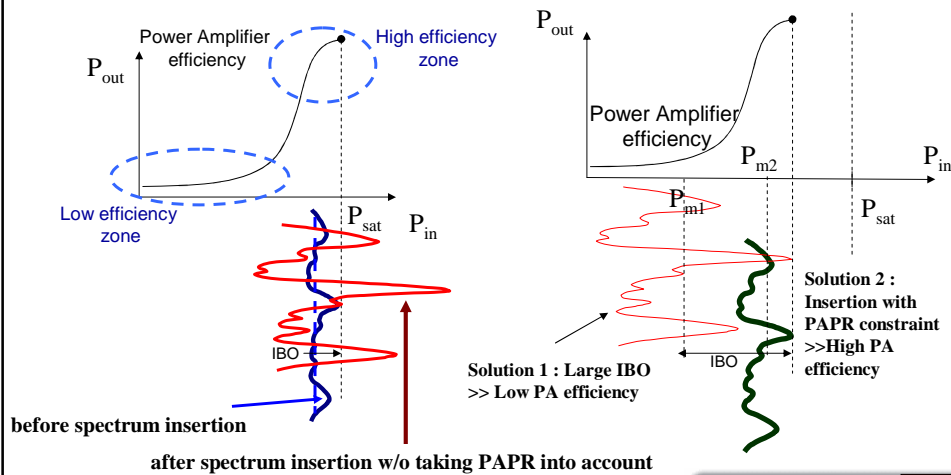 Power Amplifier
efficiency
High efficiency
zone
Pout
Low efficiency
zone
Psat
Pin
IBO
before spectrum insertion
after spectrum insertion w/o taking PAPR into account
Pout
Power Amplifier
efficiency
Pm2
Pin
Pm1
Psat
Solution 2 :
Insertion with
PAPR constraint
>>High PA
efficiency
IBO
Solution 1 : Large IBO
>> Low PA efficiency